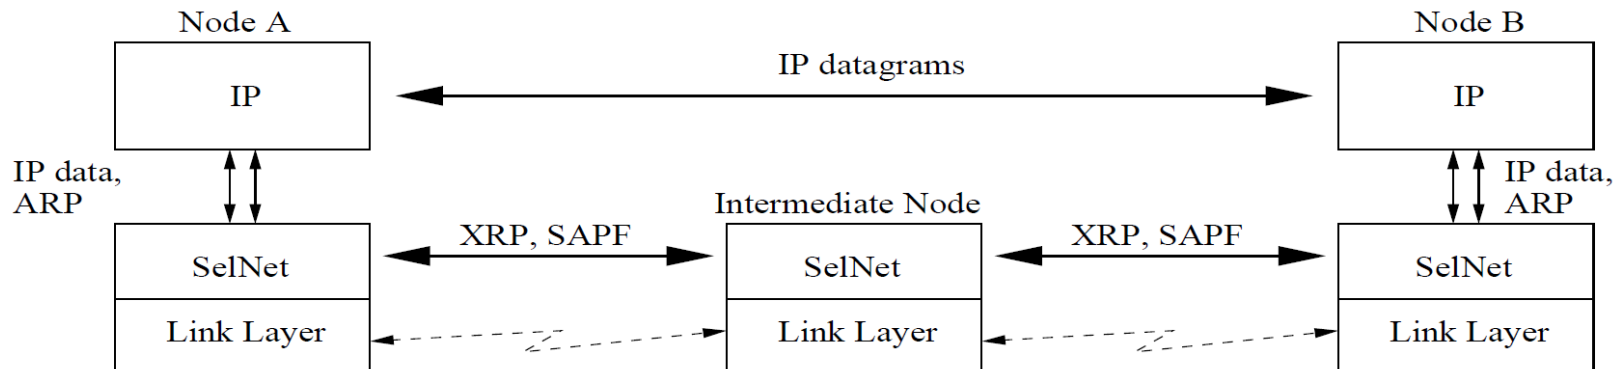 Node A
Node B
IP datagrams
IP
IP
IP data,
ARP
IP data,
ARP
Intermediate Node
XRP, SAPF
XRP, SAPF
SelNet
SelNet
SelNet
Link Layer
Link Layer
Link Layer